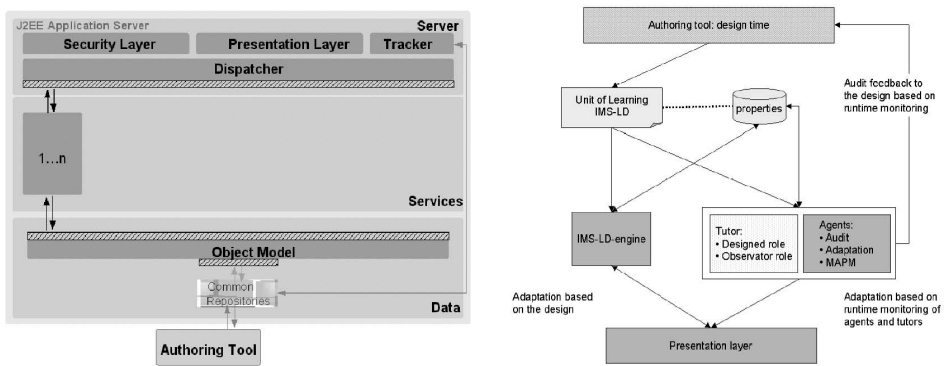 J2EE Application Server
Server
Security Layer
Presentation Layer
Tracker
Dispatcher
1...n
Services
Object Model
Common
Repositories
Data
Authoring Tool
Authoring tool: design time
Audit feedback to
the design based on
runtime monitoring
Unit of Learning
IMS-LD
properties
IMS-LD-engine
Tutor:
• Designed role
• Observator role
Agents:
• Audit
• Adaptation
• MAPM
Adaptation based
on the design
Adaptation based on
runtime monitoring of
agents and tutors
Presentation layer